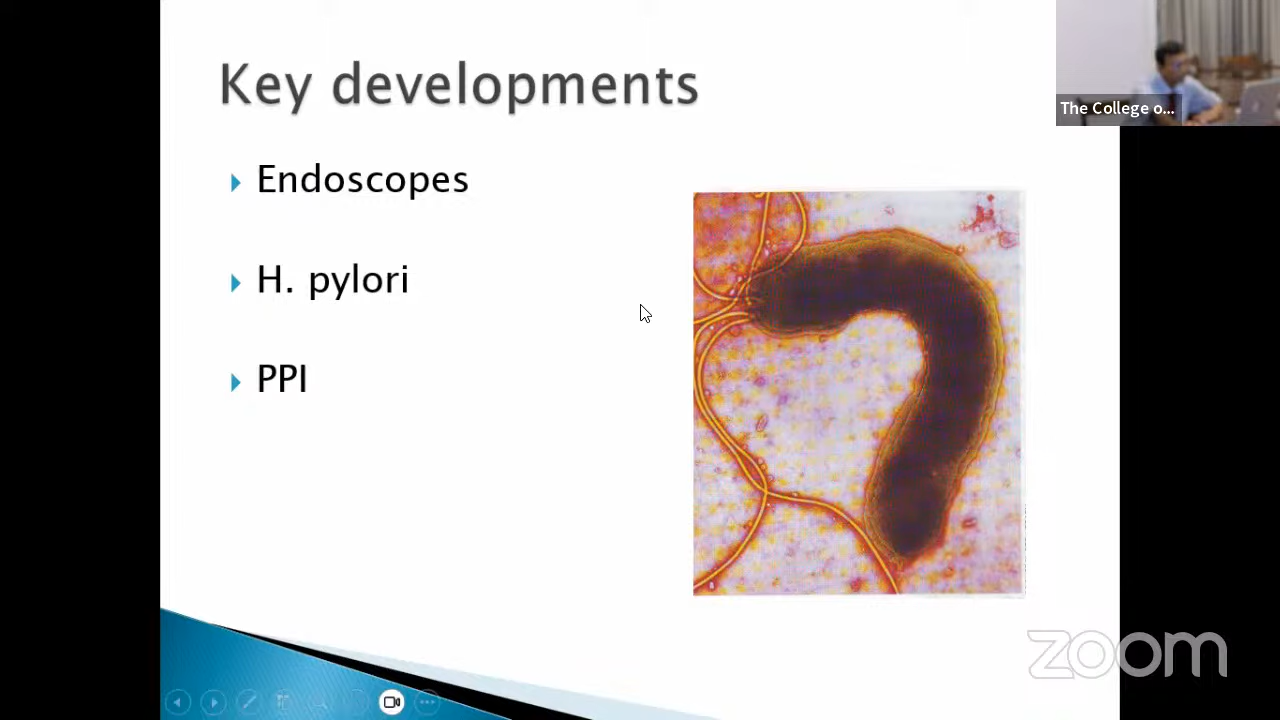 Key developments
The College o...
Endoscopes
H. pylori
PPI
zoom